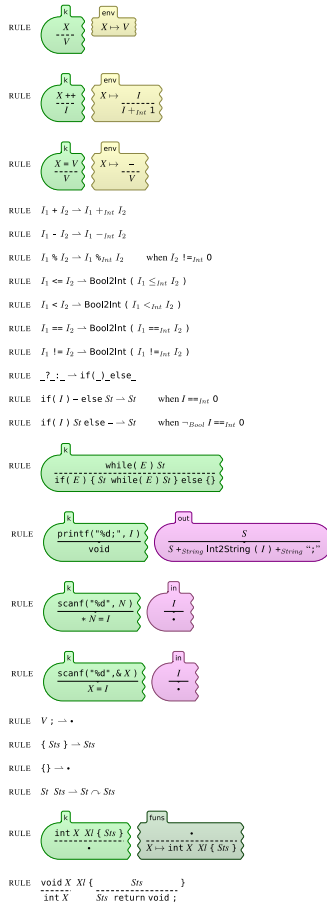 k env
RULE X X ↦ V
V
k env
RULE X ++ X ↦ I
I I +Int 1
k env
RULE X = V X ↦ –
V V
RULE I1 + I2 ⇀ I1 +Int I2
RULE I1 - I2 ⇀ I1 −Int I2
RULE I1 % I2 ⇀ I1 %Int I2 when I2 !=Int 0
RULE I1 <= I2 ⇀ Bool2Int ( I1 ≤Int I2 )
RULE I1 < I2 ⇀ Bool2Int ( I1 <Int I2 )
RULE I1 == I2 ⇀ Bool2Int ( I1 ==Int I2 )
RULE I1 != I2 ⇀ Bool2Int ( I1 !=Int I2 )
RULE _?_:_ ⇀ if(_)_else_
RULE if( I ) – else St ⇀ St when I ==Int 0
RULE if( I ) St else – ⇀ St when ¬Bool I ==Int 0
k
RULE while( E ) St
if( E ) { St while( E ) St } else {}
k out
RULE printf("%d;", I ) S
void S +String Int2String ( I ) +String “;”
k in
RULE scanf("%d", N ) I
* N = I •
k in
RULE scanf("%d",& X ) I
X = I •
RULE V ; ⇀ •
RULE { Sts } ⇀ Sts
RULE {} ⇀ •
RULE St Sts ⇀ St ↷ Sts
k funs
RULE int X Xl { Sts } •
• X ↦ int X Xl { Sts }
RULE void X Xl { Sts }
int X Sts return void ;